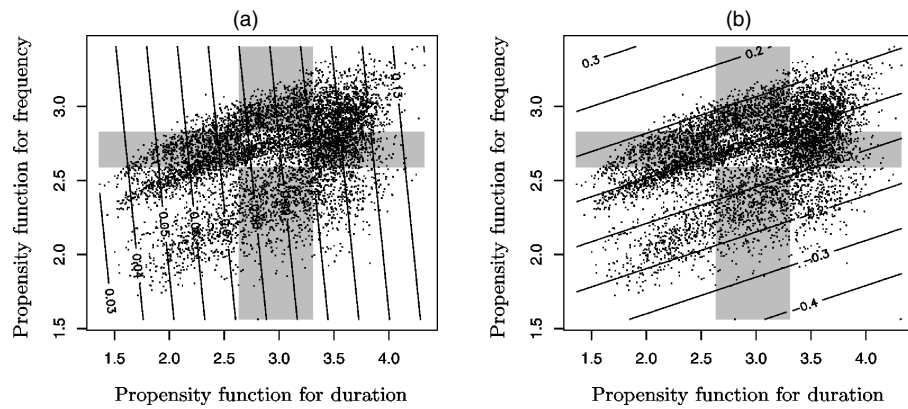 (a)
Propensity function for frequency
3.0
2.5
2.0
1.5
0.03
0.04
0.05
0.13
1.5 2.0 2.5 3.0 3.5 4.0
Propensity function for duration
(b)
Propensity function for frequency
3.0
2.5
2.0
1.5
0.3
0.2
−0.3
−0.4
1.5 2.0 2.5 3.0 3.5 4.0
Propensity function for duration